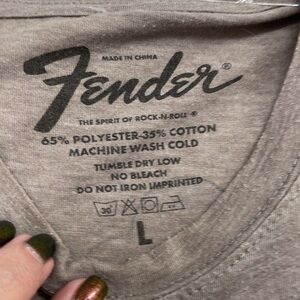 MADE IN CHINA
Fender®
THE SPIRIT OF ROCK-N-ROLL®
65% POLYESTER-35% COTTON
MACHINE WASH COLD
TUMBLE DRY LOW
NO BLEACH
DO NOT IRON IMPRINTED
30
L